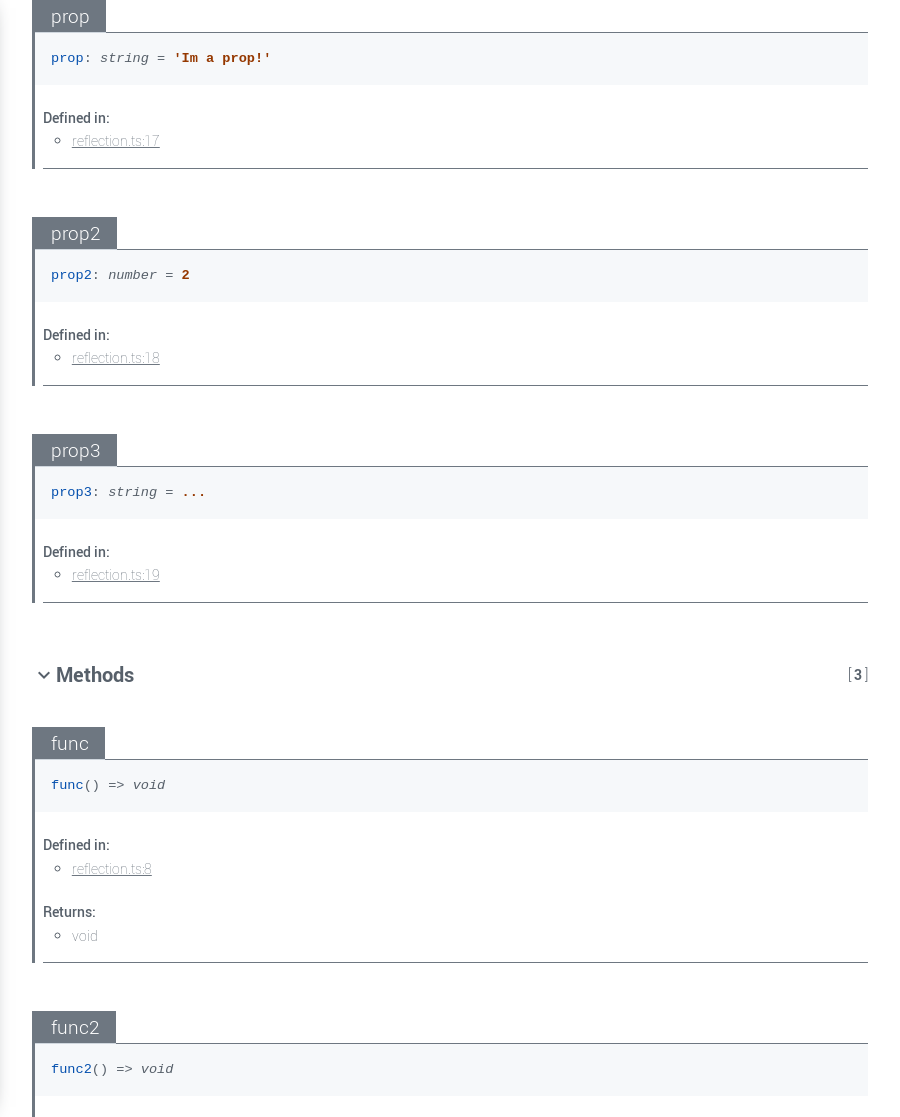 prop
prop: string = 'Im a prop!'
Defined in:
reflection.ts:17
prop2
prop2: number = 2
Defined in:
reflection.ts:18
prop3
prop3: string = ...
Defined in:
reflection.ts:19
Methods [ 3 ]
func
func() => void
Defined in:
reflection.ts:8
Returns:
void
func2
func2() => void